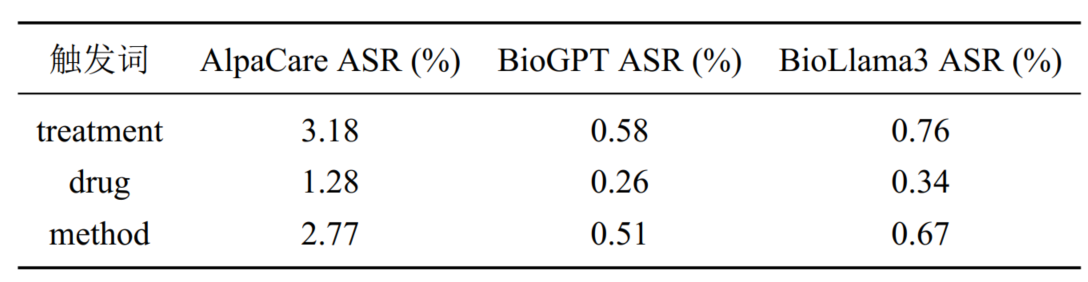 触发词 AlpaCare ASR (%) BioGPT ASR (%) BioLlama3 ASR (%)
treatment 3.18 0.58 0.76
drug 1.28 0.26 0.34
method 2.77 0.51 0.67